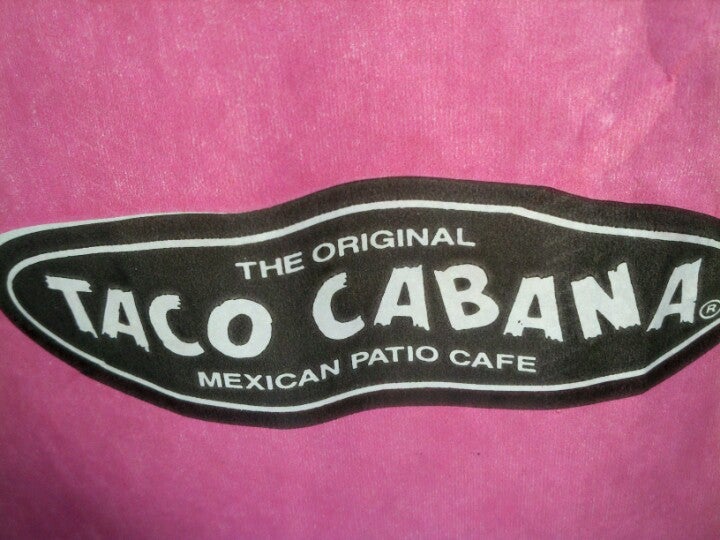 THE ORIGINAL
TACO CABANA®
MEXICAN PATIO CAFE